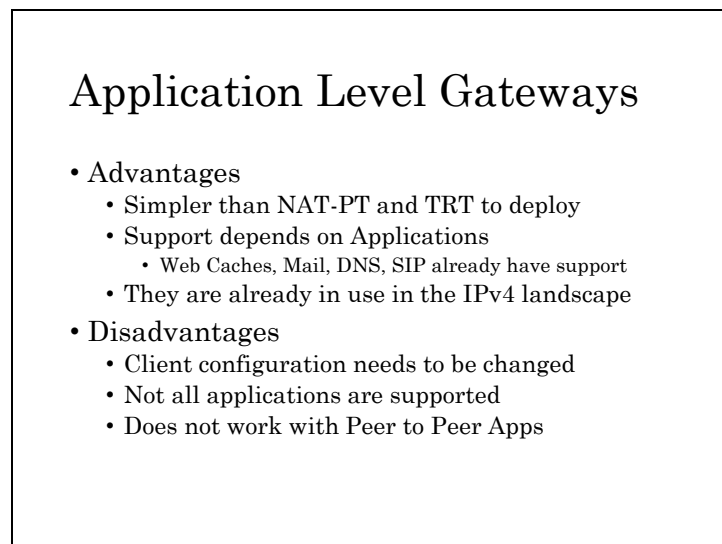 Application Level Gateways
• Advantages
• Simpler than NAT-PT and TRT to deploy
• Support depends on Applications
• Web Caches, Mail, DNS, SIP already have support
• They are already in use in the IPv4 landscape
• Disadvantages
• Client configuration needs to be changed
• Not all applications are supported
• Does not work with Peer to Peer Apps